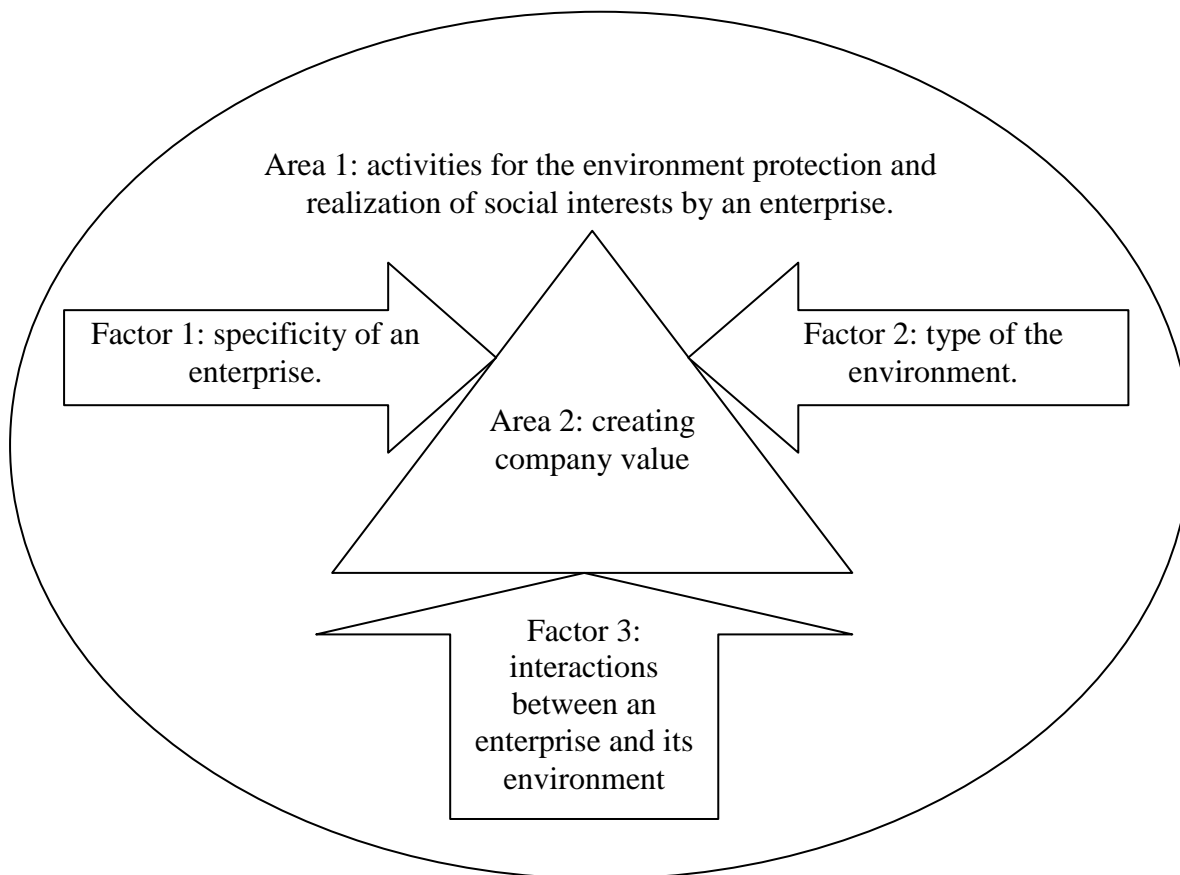 Area 1: activities for the environment protection and
realization of social interests by an enterprise.
Factor 1: specificity of an
enterprise.
Factor 2: type of the
environment.
Area 2: creating
company value
Factor 3:
interactions
between an
enterprise and its
environment